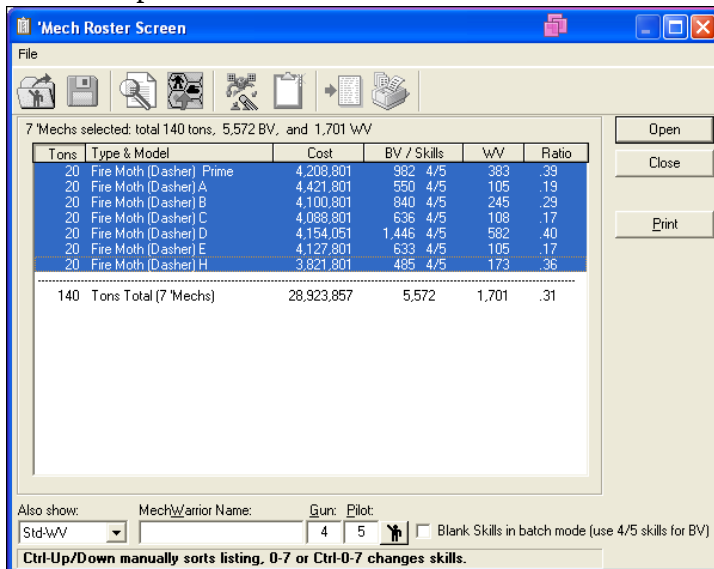 'Mech Roster Screen
File
7 'Mechs selected: total 140 tons, 5,572 BV, and 1,701 WV
Open
Close
Print
Tons Type & Model Cost BV / Skills WV Ratio
20 Fire Moth (Dasher) Prime 4,208,801 982 4/5 383 .39
20 Fire Moth (Dasher) A 4,421,801 550 4/5 105 .19
20 Fire Moth (Dasher) B 4,100,801 840 4/5 245 .29
20 Fire Moth (Dasher) C 4,088,801 636 4/5 108 .17
20 Fire Moth (Dasher) D 4,154,051 1,446 4/5 582 .40
20 Fire Moth (Dasher) E 4,127,801 633 4/5 105 .17
20 Fire Moth (Dasher) H 3,821,801 485 4/5 173 .36
140 Tons Total (7 'Mechs) 28,923,857 5,572 1,701 .31
Also show: MechWarrior Name: Gun: Pilot:
Std-WV 4 5 Blank Skills in batch mode (use 4/5 skills for BV)
Ctrl-Up/Down manually sorts listing, 0-7 or Ctrl-0-7 changes skills.